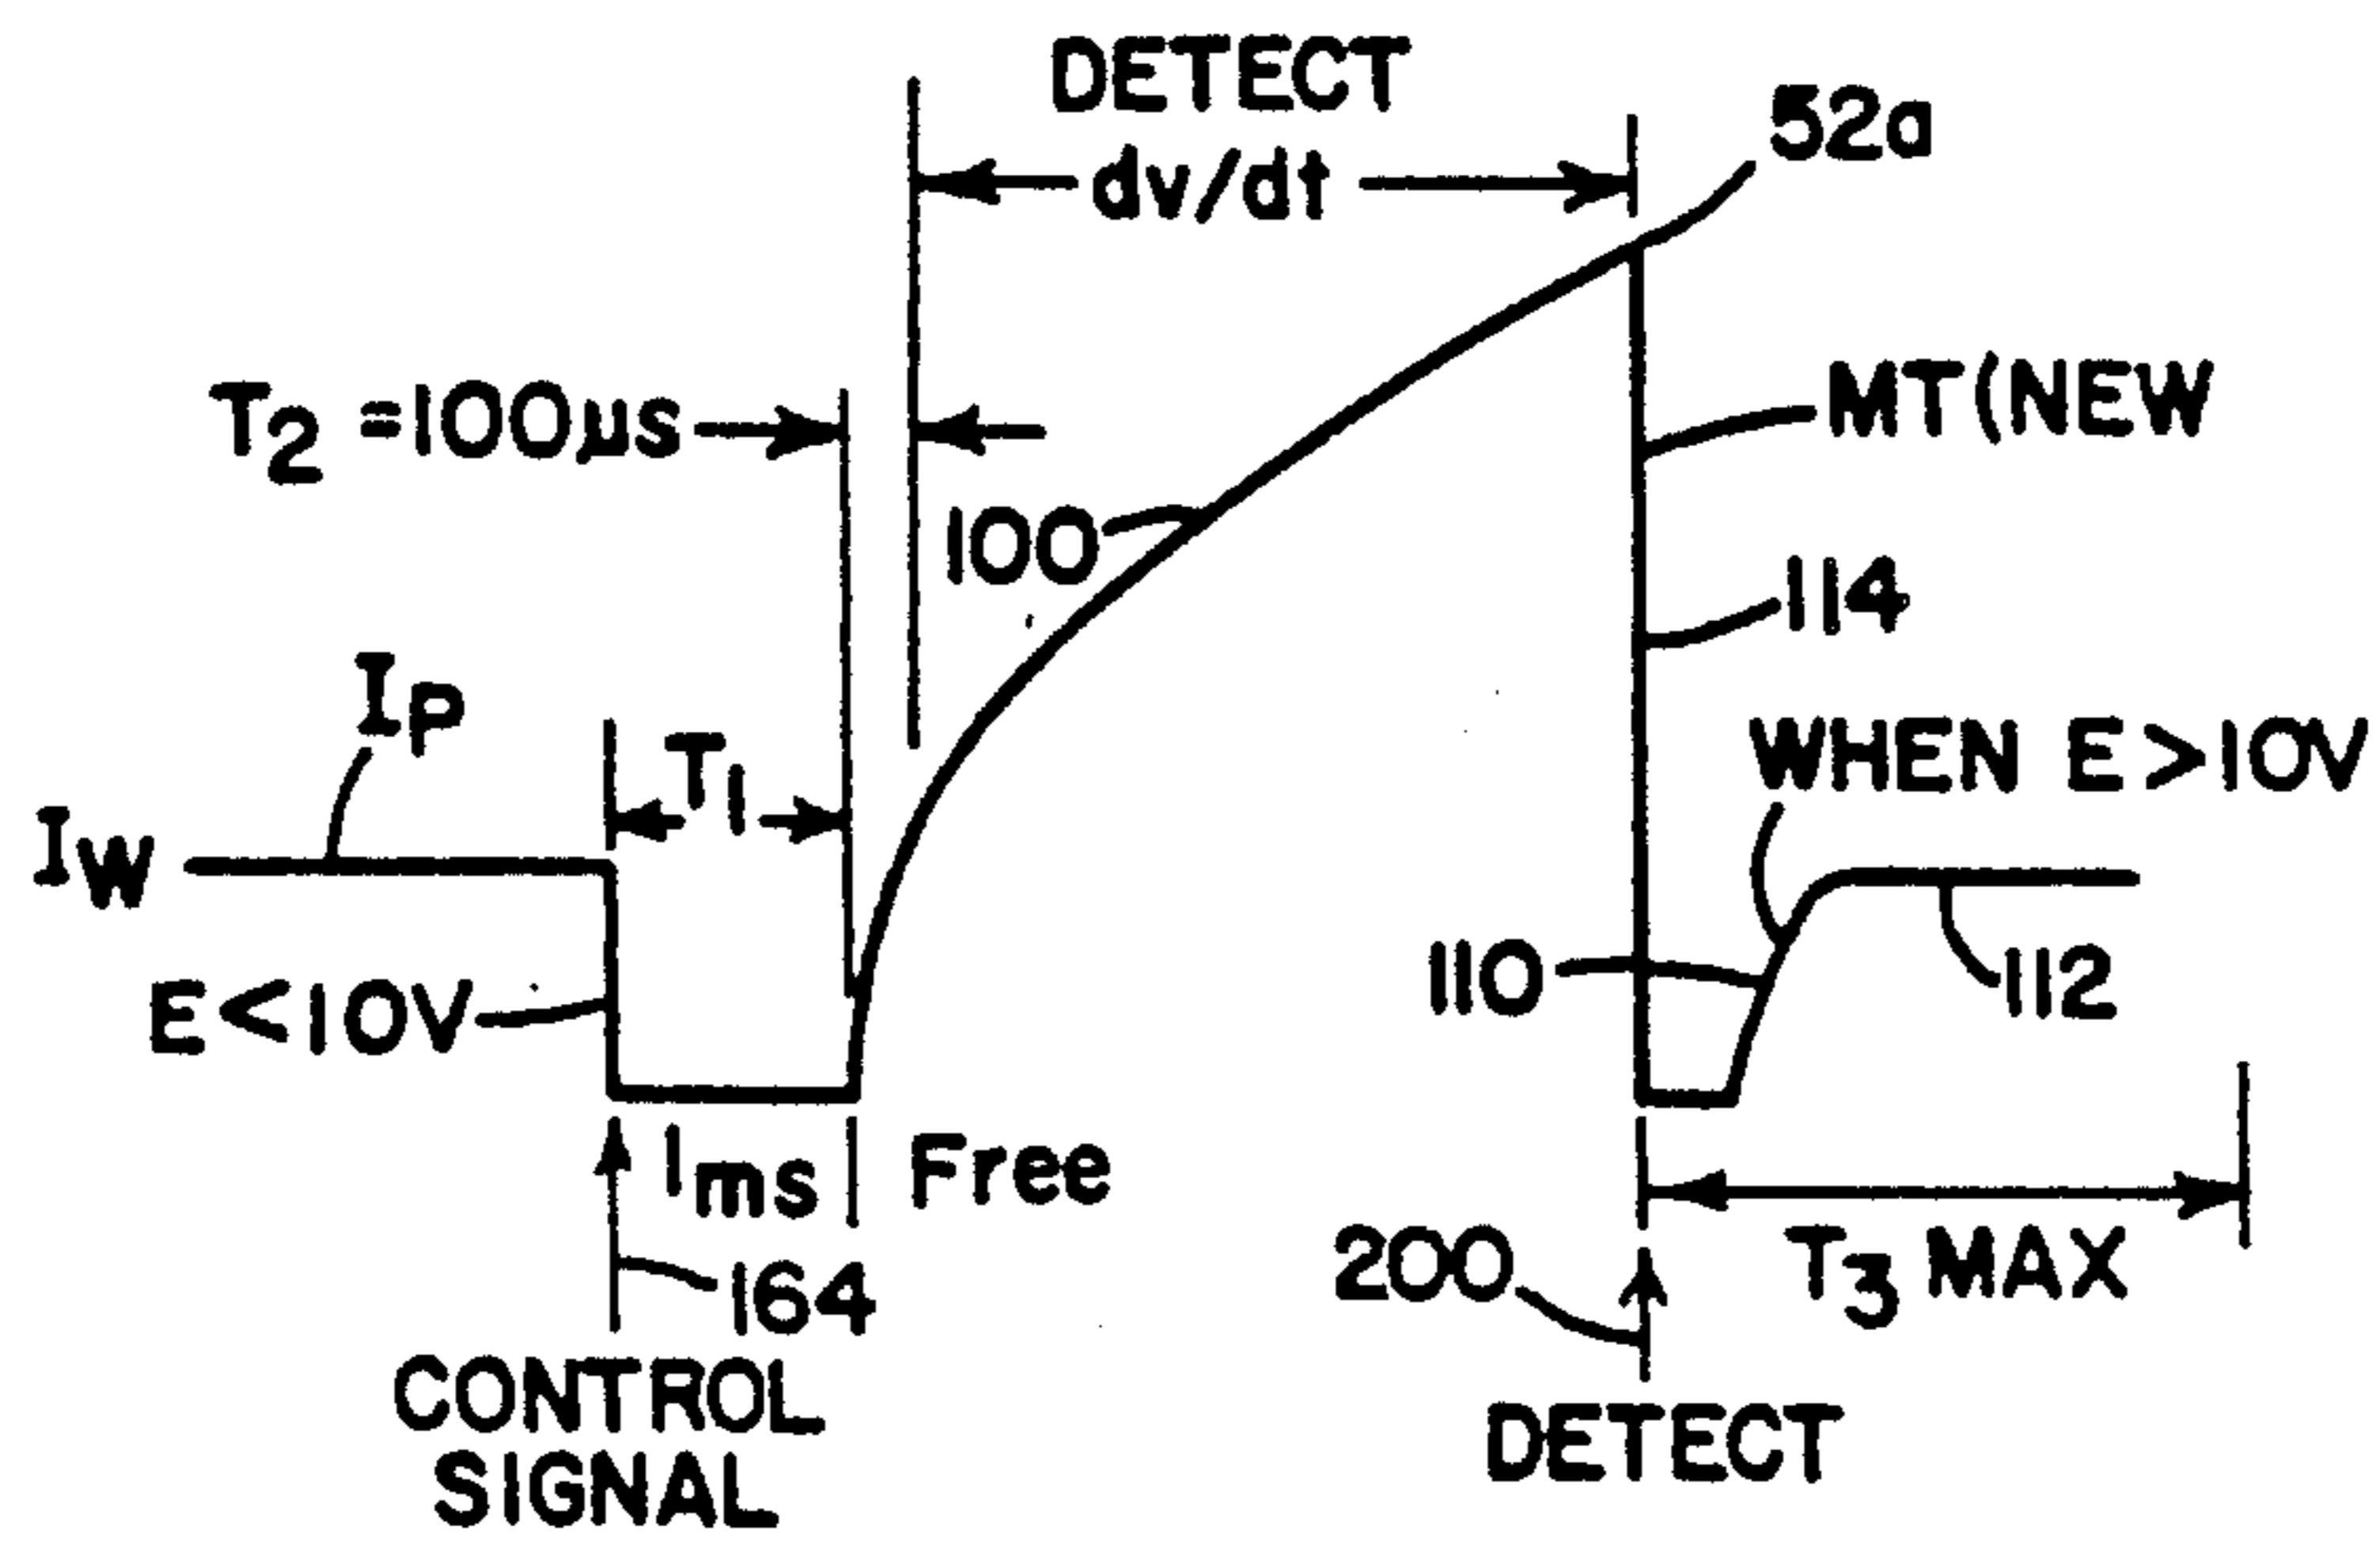 DETECT
dv/dt
52a
T2 =100µs
MT(NEW
100
114
IP
T1
WHEN E>10V
IW
E<10V
110
112
1ms
Free
164
200
T3 MAX
CONTROL
SIGNAL
DETECT